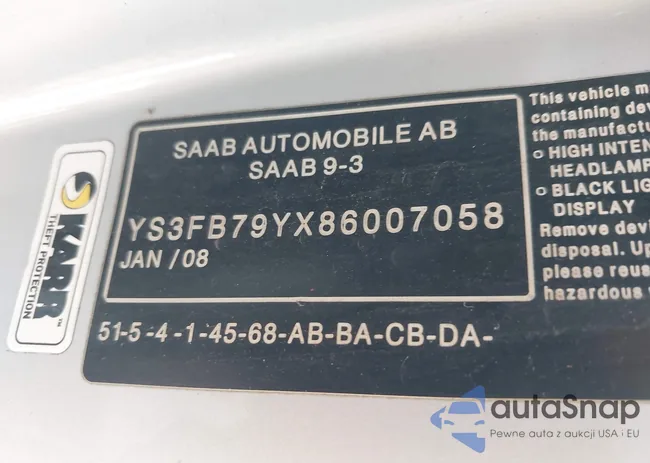 SAAB AUTOMOBILE AB
SAAB 9-3
YS3FB79YX86007058
JAN / 08
51-5-4-1-45-68-AB-BA-CB-DA-
This vehicle m
containing dev
the manufactu
o HIGH INTEN
HEADLAMP
o BLACK LIG
DISPLAY
Remove devi
disposal. Up
please reus
hazardous
KARR™
THEFT PROTECTION
autaSnap
Pewne auta z aukcji USA i EU